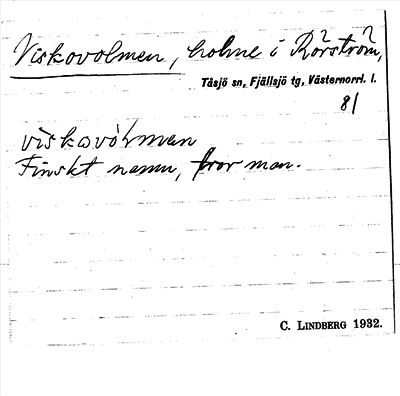 Viskovolmen, holme i Rörström,
Tåsjö sn, Fjällsjö tg, Västernorrl. l.
81
viskovòlmen
Finskt namn, tror man.
C. LINDBERG 1932.